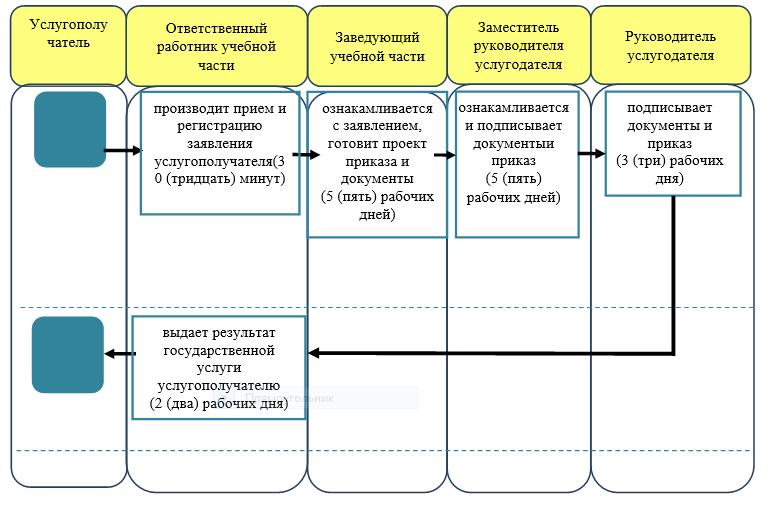 Услугополу
чатель
Ответственный
работник учебной
части
Заведующий
учебной части
Заместитель
руководителя
услугодателя
Руководитель
услугодателя
производит прием и
регистрацию
заявления
услугополучателя(3
0 (тридцать) минут)
ознакамливается
с заявлением,
готовит проект
приказа и
документы
(5 (пять) рабочих
дней)
ознакамливается
и подписывает
документыи
приказ
(5 (пять)
рабочих дней)
подписывает
документы и
приказ
(3 (три) рабочих
дня)
выдает результат
государственной
услуги
услугополучателю
(2 (два) рабочих дня)
Прямоугольник